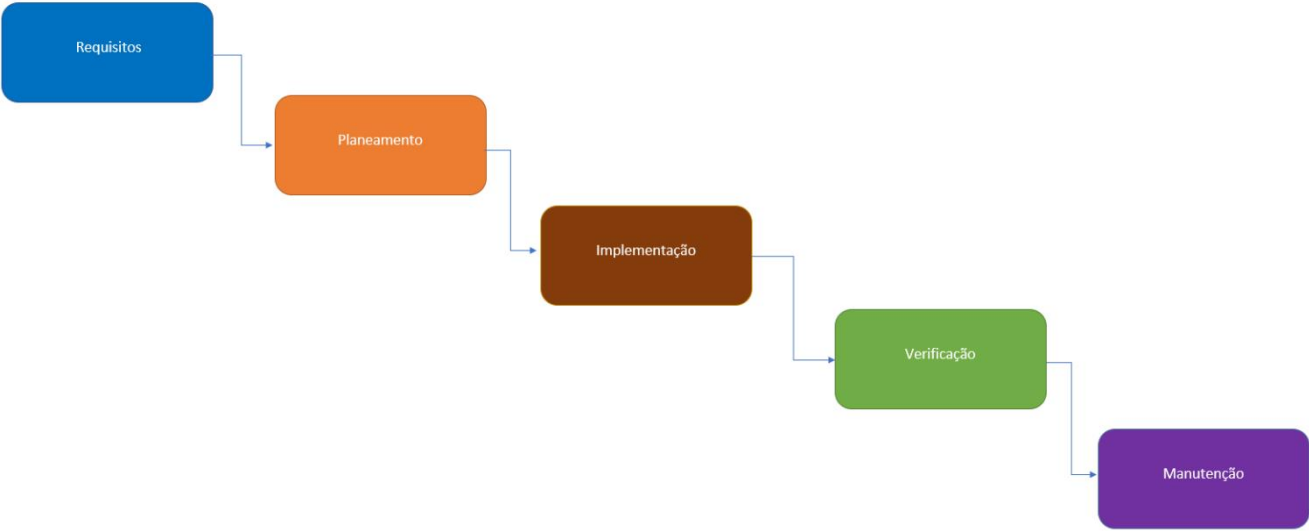 Requisitos
Planeamento
Implementação
Verificação
Manutenção